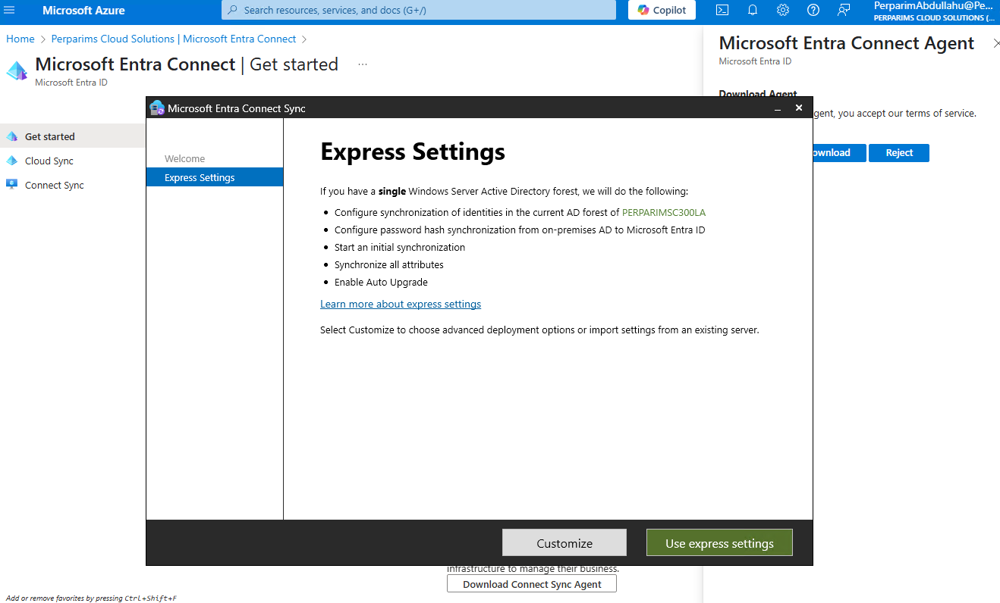 Microsoft Azure
Search resources, services, and docs (G+/)
Copilot
PerparimAbdullahu@Pe...
PERPARIMS CLOUD SOLUTIONS (...
Home > Perparims Cloud Solutions | Microsoft Entra Connect >
Microsoft Entra Connect | Get started ...
Microsoft Entra ID
Get started
Cloud Sync
Connect Sync
Microsoft Entra Connect Agent
Microsoft Entra ID
Download Agent
gent, you accept our terms of service.
ownload
Reject
Microsoft Entra Connect Sync
Welcome
Express Settings
Express Settings
If you have a single Windows Server Active Directory forest, we will do the following:
• Configure synchronization of identities in the current AD forest of PERPARIMSC300LA
• Configure password hash synchronization from on-premises AD to Microsoft Entra ID
• Start an initial synchronization
• Synchronize all attributes
• Enable Auto Upgrade
Learn more about express settings
Select Customize to choose advanced deployment options or import settings from an existing server.
Customize
Use express settings
infrastructure to manage their business.
Download Connect Sync Agent
Add or remove favorites by pressing Ctrl+Shift+F